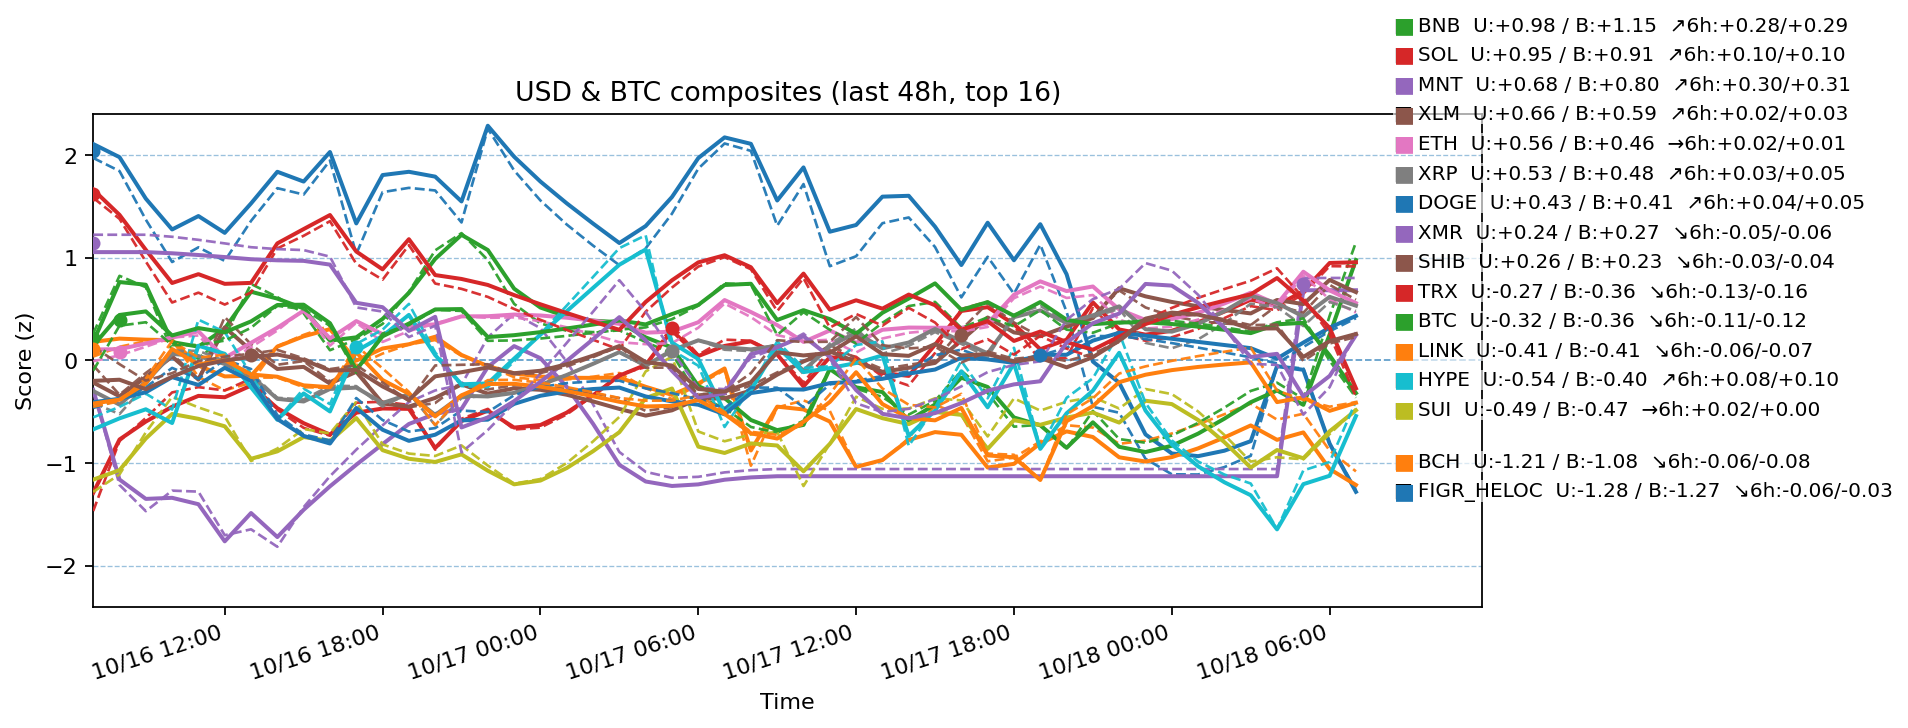 USD & BTC composites (last 48h, top 16)
BNB U:+0.98 / B:+1.15 ↗6h:+0.28/+0.29
SOL U:+0.95 / B:+0.91 ↗6h:+0.10/+0.10
MNT U:+0.68 / B:+0.80 ↗6h:+0.30/+0.31
XLM U:+0.66 / B:+0.59 ↗6h:+0.02/+0.03
ETH U:+0.56 / B:+0.46 →6h:+0.02/+0.01
XRP U:+0.53 / B:+0.48 ↗6h:+0.03/+0.05
DOGE U:+0.43 / B:+0.41 ↗6h:+0.04/+0.05
XMR U:+0.24 / B:+0.27 ↘6h:-0.05/-0.06
SHIB U:+0.26 / B:+0.23 ↘6h:-0.03/-0.04
TRX U:-0.27 / B:-0.36 ↘6h:-0.13/-0.16
BTC U:-0.32 / B:-0.36 ↘6h:-0.11/-0.12
LINK U:-0.41 / B:-0.41 ↘6h:-0.06/-0.07
HYPE U:-0.54 / B:-0.40 ↗6h:+0.08/+0.10
SUI U:-0.49 / B:-0.47 →6h:+0.02/+0.00
BCH U:-1.21 / B:-1.08 ↘6h:-0.06/-0.08
FIGR_HELOC U:-1.28 / B:-1.27 ↘6h:-0.06/-0.03
Score (z)
2
1
0
−1
−2
10/16 12:00
10/16 18:00
10/17 00:00
10/17 06:00
10/17 12:00
10/17 18:00
10/18 00:00
10/18 06:00
Time